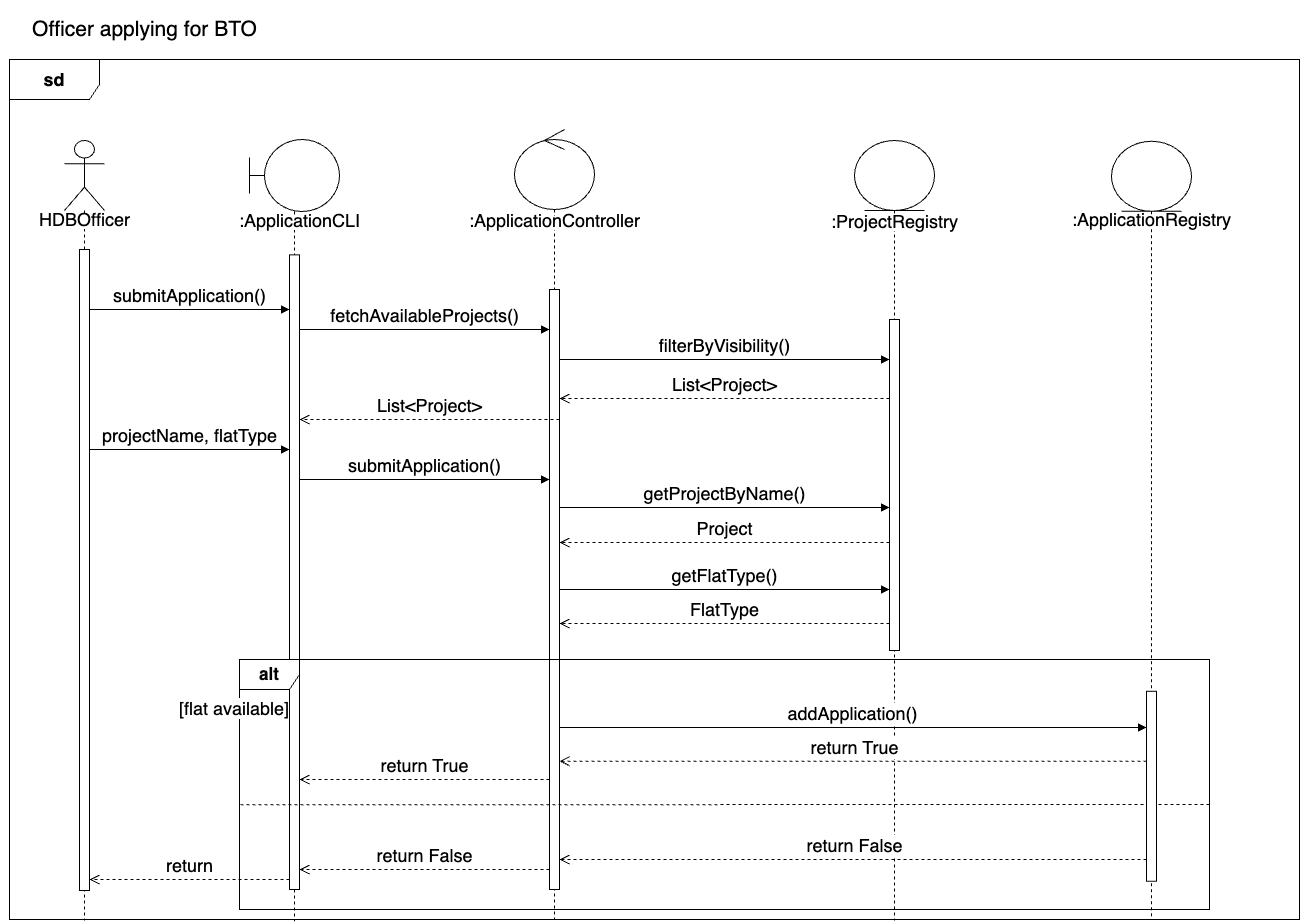 Officer applying for BTO
sd
HDBOfficer
:ApplicationCLI
:ApplicationController
:ProjectRegistry
:ApplicationRegistry
submitApplication()
fetchAvailableProjects()
filterByVisibility()
List<Project>
List<Project>
projectName, flatType
submitApplication()
getProjectByName()
Project
getFlatType()
FlatType
alt
[flat available]
addApplication()
return True
return True
return False
return False
return